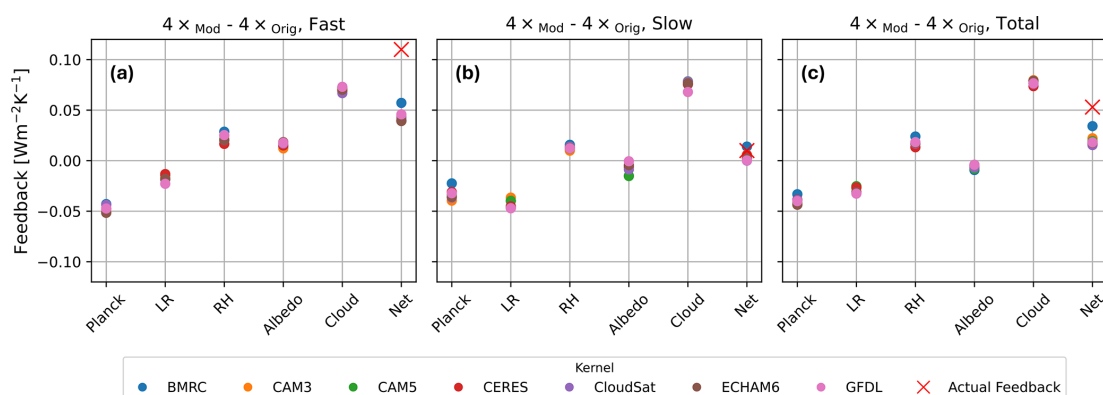 4 × Mod - 4 × Orig, Fast
4 × Mod - 4 × Orig, Slow
4 × Mod - 4 × Orig, Total
Feedback [Wm−2K−1]
0.10
0.05
0.00
−0.05
−0.10
(a)
(b)
(c)
Planck LR RH Albedo Cloud Net
Planck LR RH Albedo Cloud Net
Planck LR RH Albedo Cloud Net
Kernel
BMRC CAM3 CAM5 CERES CloudSat ECHAM6 GFDL Actual Feedback